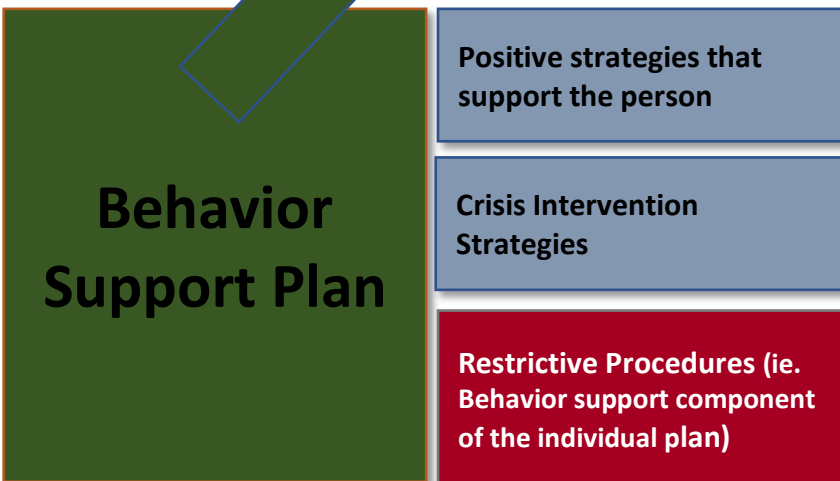 Behavior
Support Plan
Positive strategies that
support the person
Crisis Intervention
Strategies
Restrictive Procedures (ie.
Behavior support component
of the individual plan)